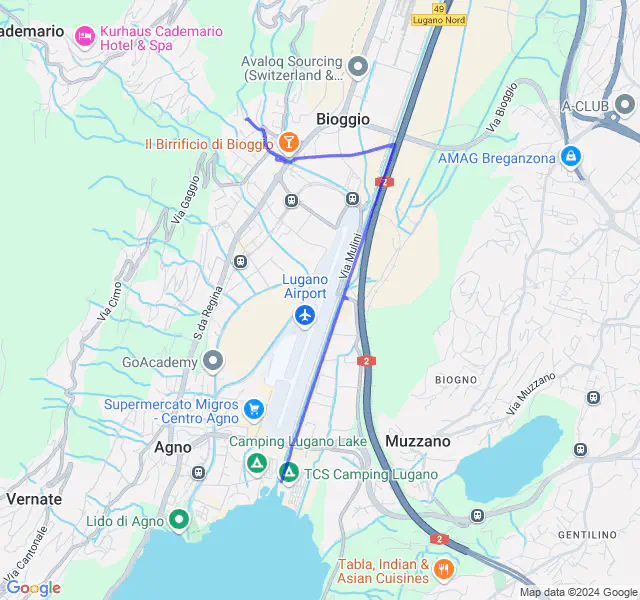 49
Lugano Nord
ademario
Kurhaus Cademario
Hotel & Spa
Avaloq Sourcing
(Switzerland &...
A-CLUB
Bioggio
Via Bioggio
Il Birrificio di Bioggio
AMAG Breganzona
2
Via Gaggio
Via Mulini
Via Cimo
Lugano
Airport
S.da Regina
GoAcademy
2
BIOGNO
Via Muzzano
Supermercato Migros
- Centro Agno
Camping Lugano Lake
Muzzano
Agno
TCS Camping Lugano
Vernate
Lido di Agno
Via Cantonale
2
GENTILINO
Tabla, Indian &
Asian Cuisines
Google
Map data ©2024 Google